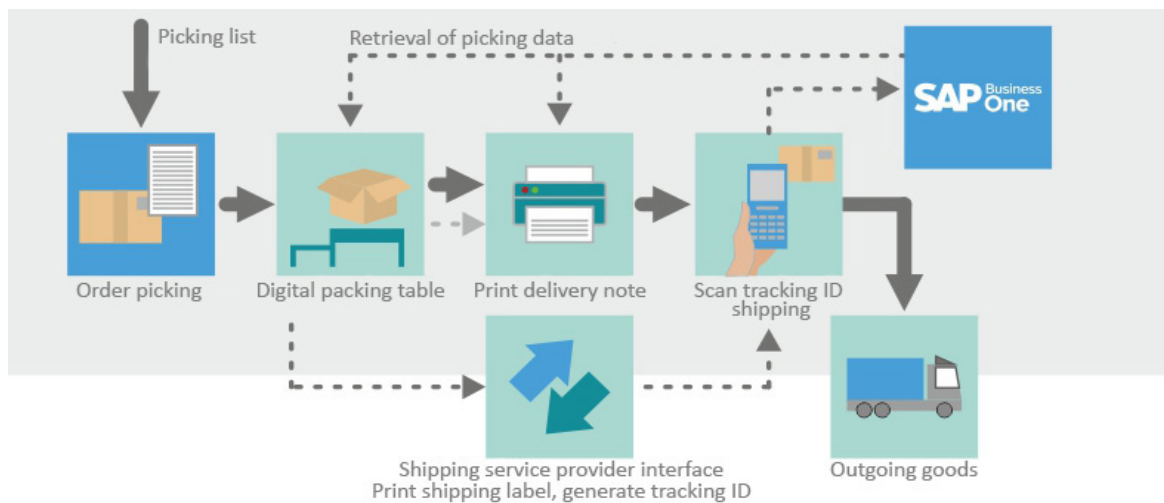 Picking list
Retrieval of picking data
SAP Business One
Order picking
Digital packing table
Print delivery note
Scan tracking ID
shipping
Shipping service provider interface
Print shipping label, generate tracking ID
Outgoing goods